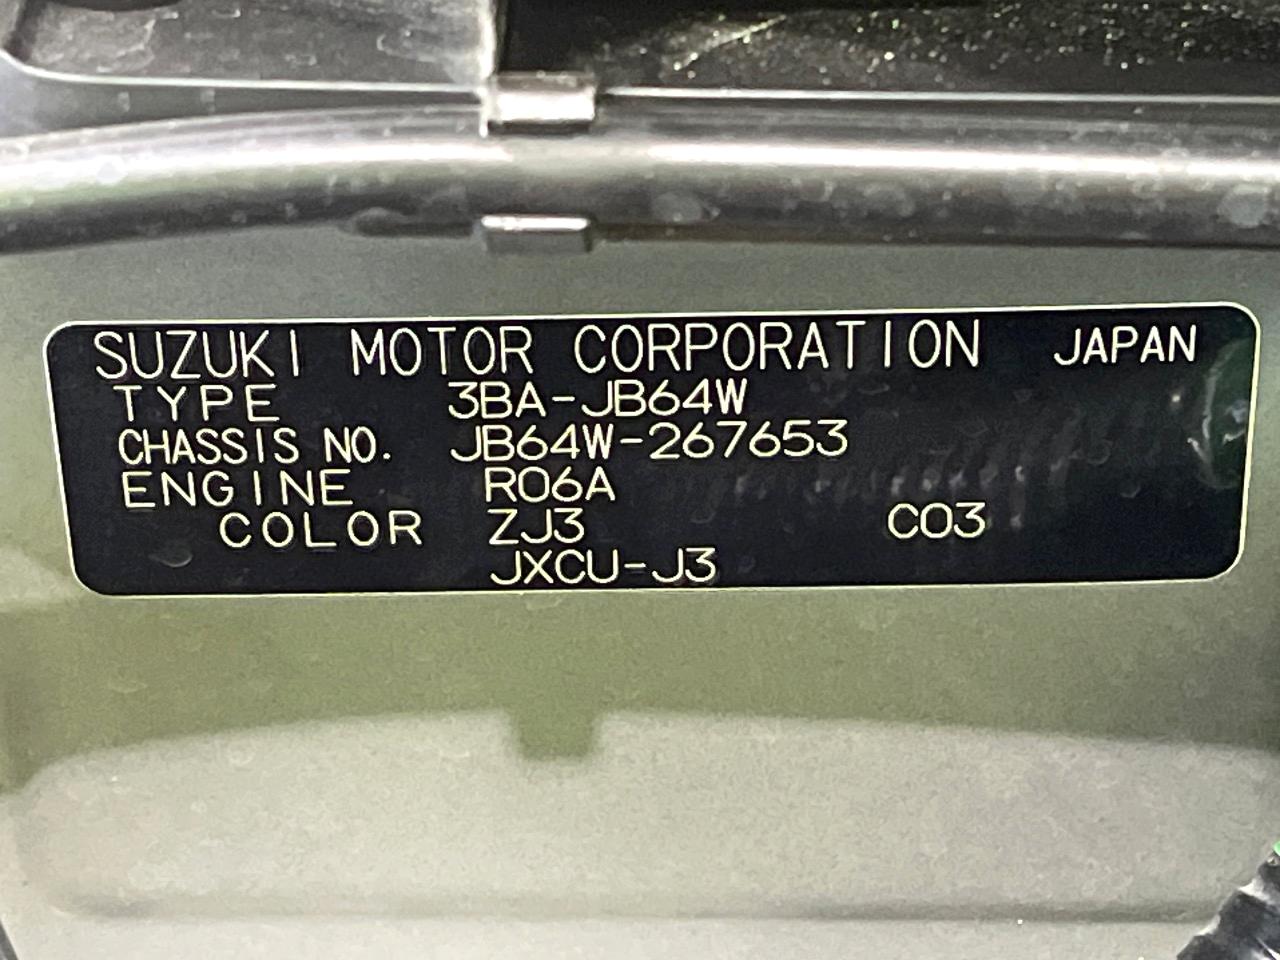 SUZUKI MOTOR CORPORATION JAPAN
TYPE 3BA-JB64W
CHASSIS NO. JB64W-267653
ENGINE R06A
COLOR ZJ3 C03
JXCU-J3